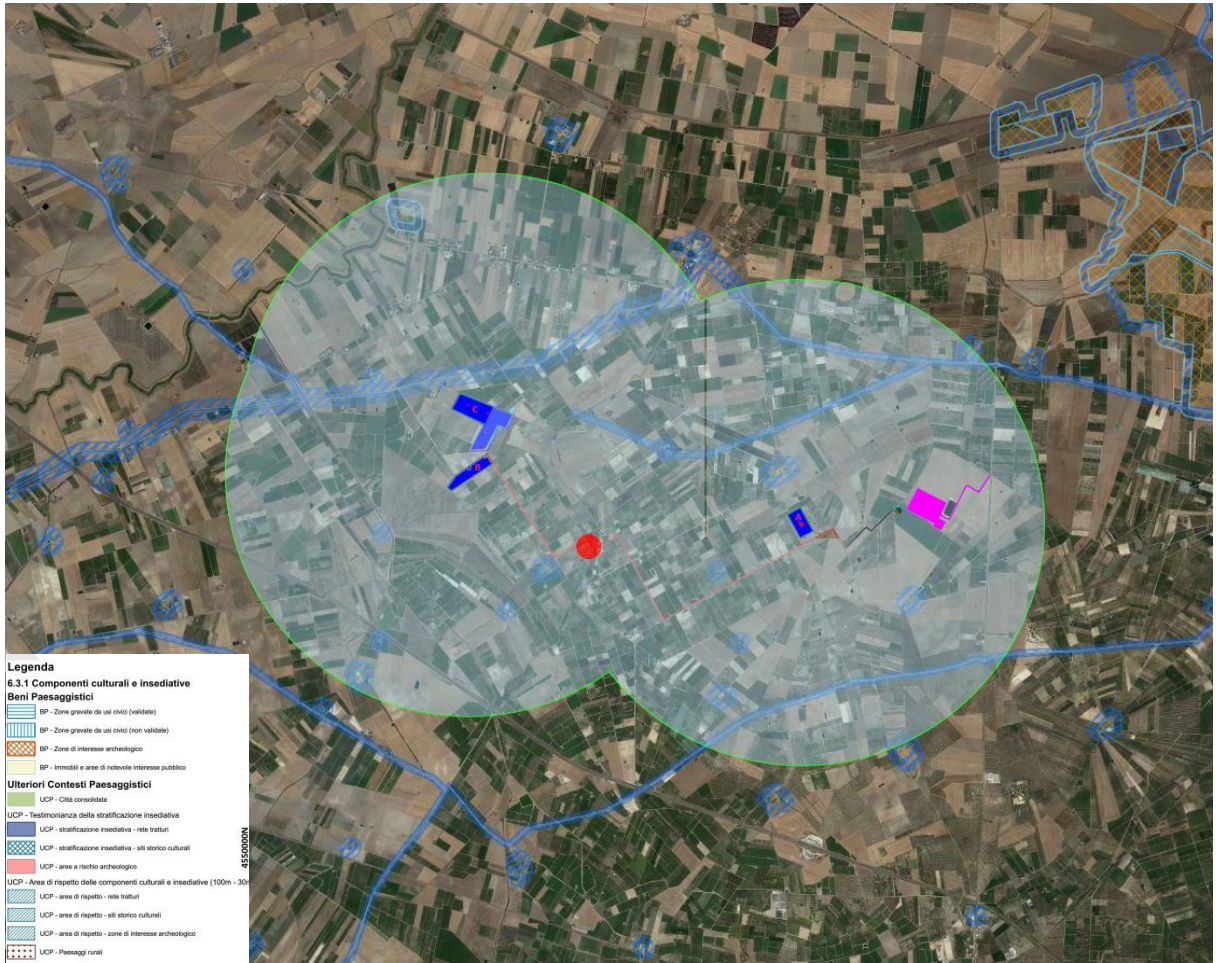 C
B
A
Legenda
6.3.1 Componenti culturali e insediative
Beni Paesaggistici
BP - Zone gravate da usi civici (validate)
BP - Zone gravate da usi civici (non validate)
BP - Zone di interesse archeologico
BP - Immobili e aree di notevole interesse pubblico
Ulteriori Contesti Paesaggistici
UCP - Città consolidata
UCP - Testimonianza della stratificazione insediativa
UCP - stratificazione insediativa - rete tratturi
UCP - stratificazione insediativa - siti storico culturali
UCP - aree a rischio archeologico
UCP - Area di rispetto delle componenti culturali e insediative (100m - 30m
UCP - area di rispetto - rete tratturi
UCP - area di rispetto - siti storico culturali
UCP - area di rispetto - zone di interesse archeologico
UCP - Paesaggi rurali
4550000N